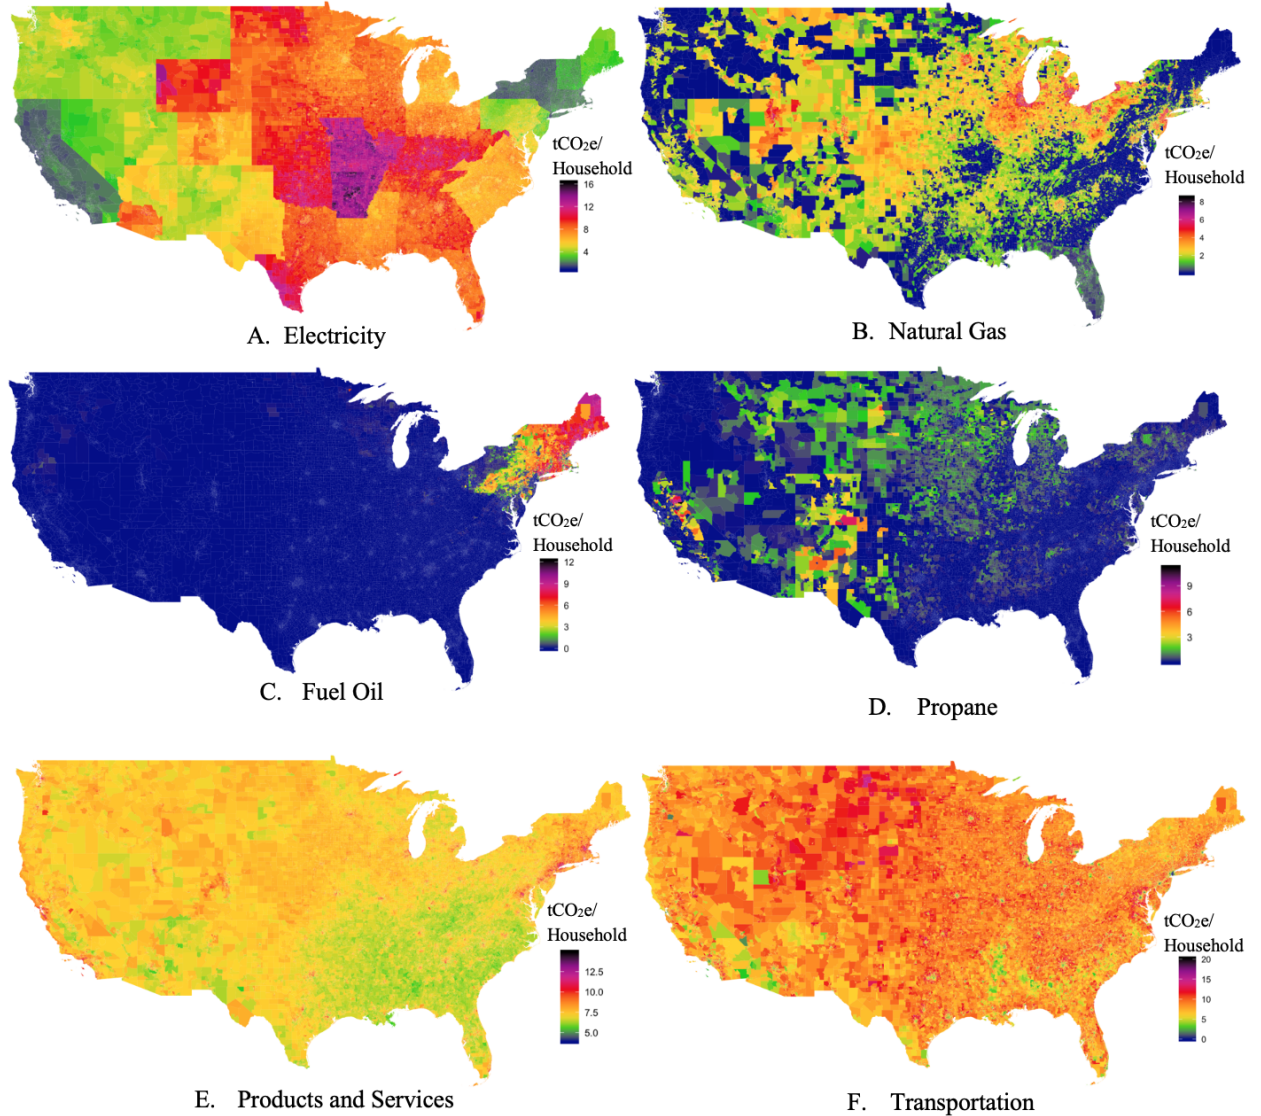 tCO2e/
Household
16
12
8
4
A. Electricity
tCO2e/
Household
8
6
4
2
B. Natural Gas
tCO2e/
Household
12
9
6
3
0
C. Fuel Oil
tCO2e/
Household
9
6
3
D. Propane
tCO2e/
Household
12.5
10.0
7.5
5.0
E. Products and Services
tCO2e/
Household
20
15
10
5
0
F. Transportation